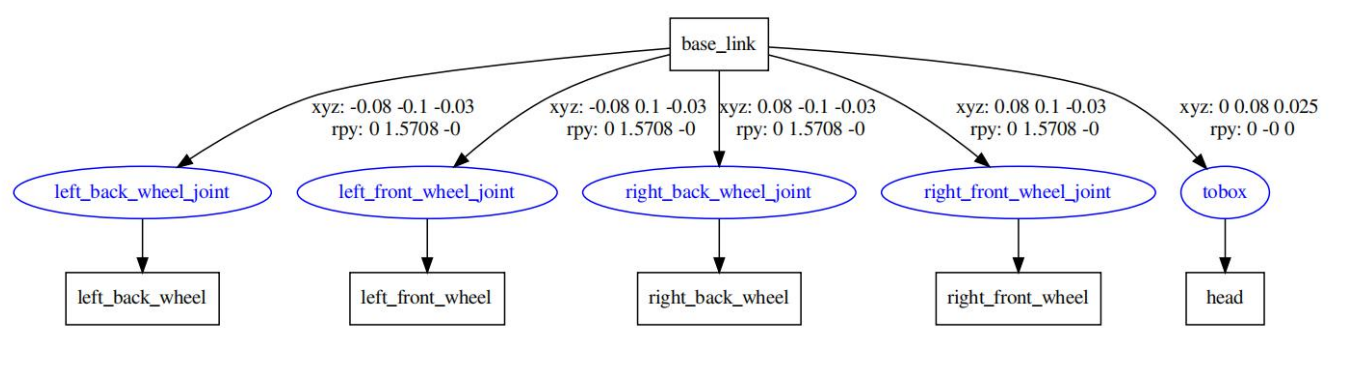 base_link
xyz: -0.08 -0.1 -0.03
rpy: 0 1.5708 -0
xyz: -0.08 0.1 -0.03
rpy: 0 1.5708 -0
xyz: 0.08 -0.1 -0.03
rpy: 0 1.5708 -0
xyz: 0.08 0.1 -0.03
rpy: 0 1.5708 -0
xyz: 0 0.08 0.025
rpy: 0 -0 0
left_back_wheel_joint
left_front_wheel_joint
right_back_wheel_joint
right_front_wheel_joint
tobox
left_back_wheel
left_front_wheel
right_back_wheel
right_front_wheel
head